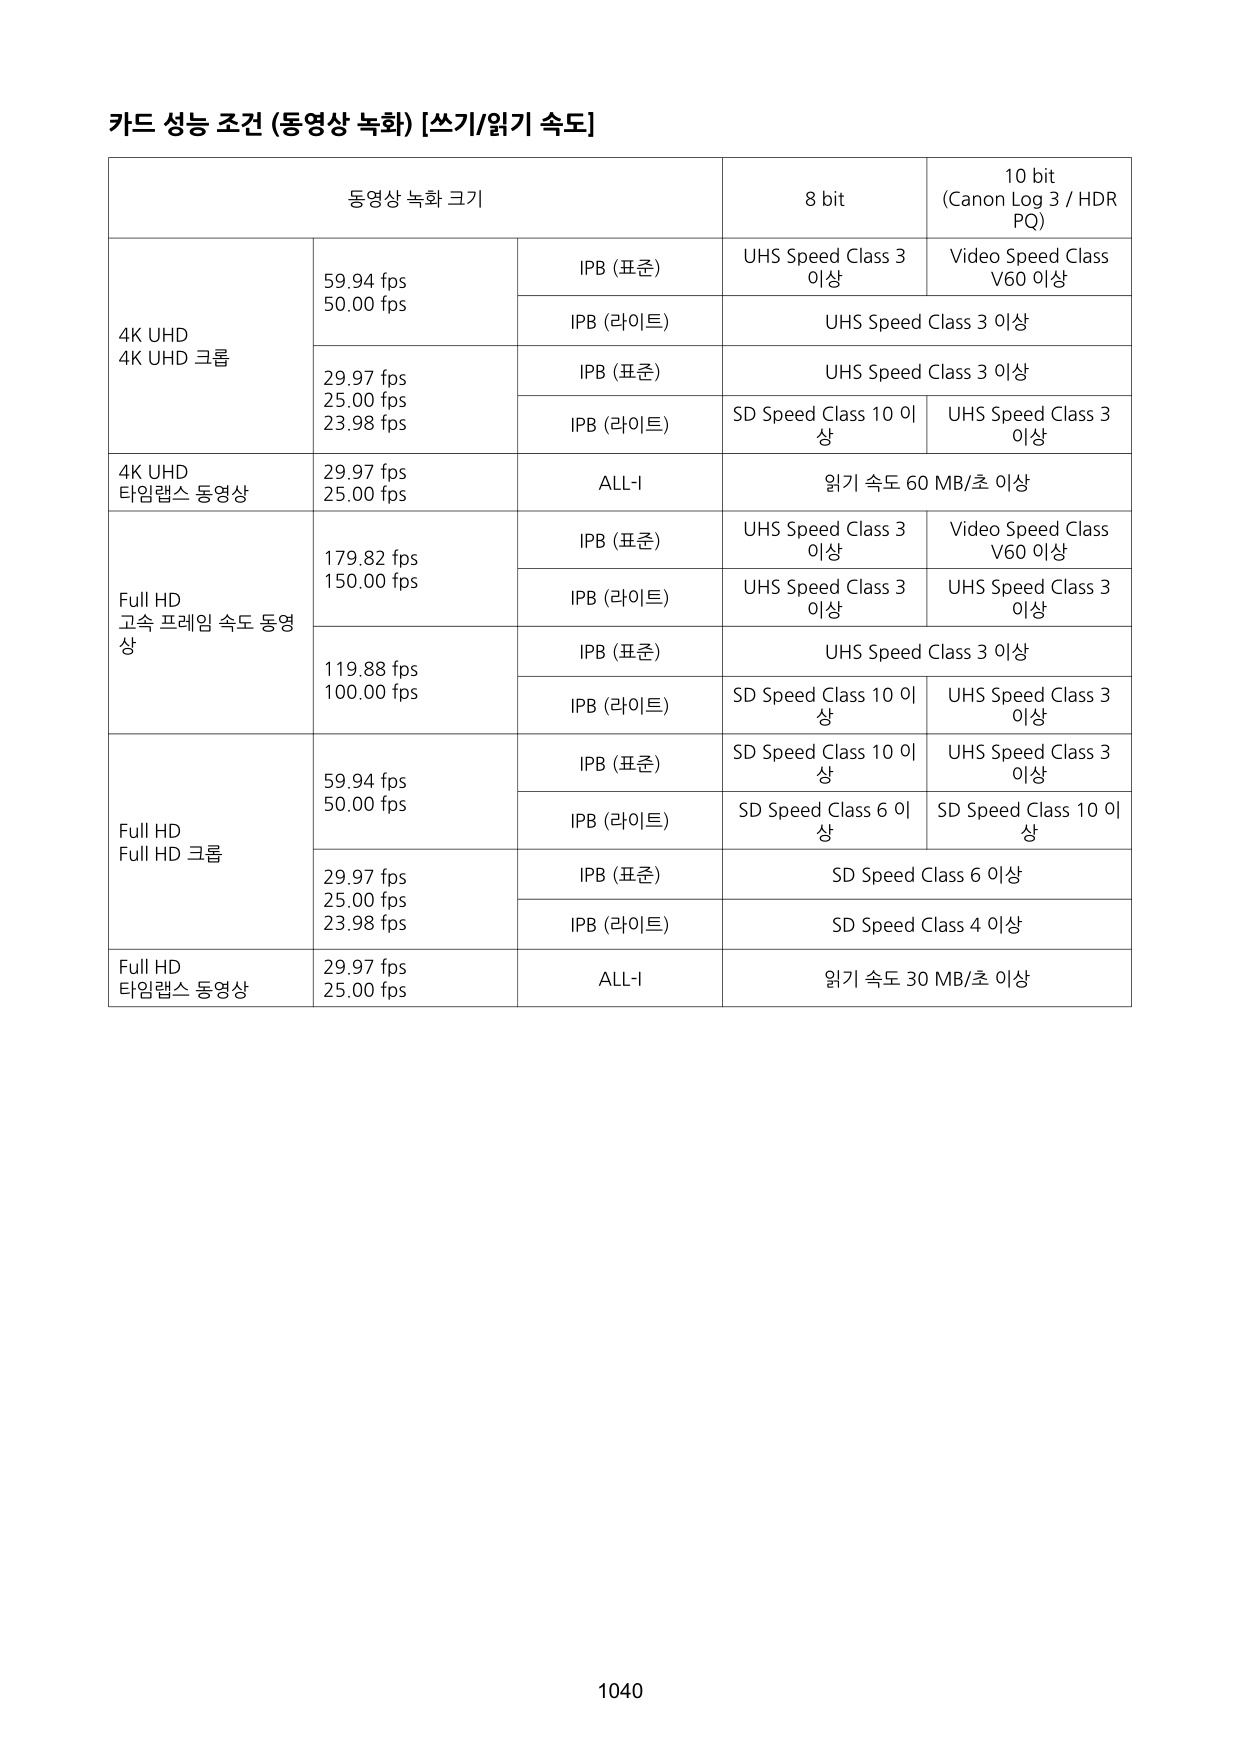 카드 성능 조건 (동영상 녹화) [쓰기/읽기 속도]
동영상 녹화 크기
8 bit
10 bit
(Canon Log 3 / HDR
PQ)
4K UHD
4K UHD 크롭
59.94 fps
50.00 fps
IPB (표준)
UHS Speed Class 3
이상
Video Speed Class
V60 이상
IPB (라이트)
UHS Speed Class 3 이상
29.97 fps
25.00 fps
23.98 fps
IPB (표준)
UHS Speed Class 3 이상
IPB (라이트)
SD Speed Class 10 이
상
UHS Speed Class 3
이상
4K UHD
타임랩스 동영상
29.97 fps
25.00 fps
ALL-I
읽기 속도 60 MB/초 이상
Full HD
고속 프레임 속도 동영
상
179.82 fps
150.00 fps
IPB (표준)
UHS Speed Class 3
이상
Video Speed Class
V60 이상
IPB (라이트)
UHS Speed Class 3
이상
UHS Speed Class 3
이상
119.88 fps
100.00 fps
IPB (표준)
UHS Speed Class 3 이상
IPB (라이트)
SD Speed Class 10 이
상
UHS Speed Class 3
이상
Full HD
Full HD 크롭
59.94 fps
50.00 fps
IPB (표준)
SD Speed Class 10 이
상
UHS Speed Class 3
이상
IPB (라이트)
SD Speed Class 6 이
상
SD Speed Class 10 이
상
29.97 fps
25.00 fps
23.98 fps
IPB (표준)
SD Speed Class 6 이상
IPB (라이트)
SD Speed Class 4 이상
Full HD
타임랩스 동영상
29.97 fps
25.00 fps
ALL-I
읽기 속도 30 MB/초 이상
1040